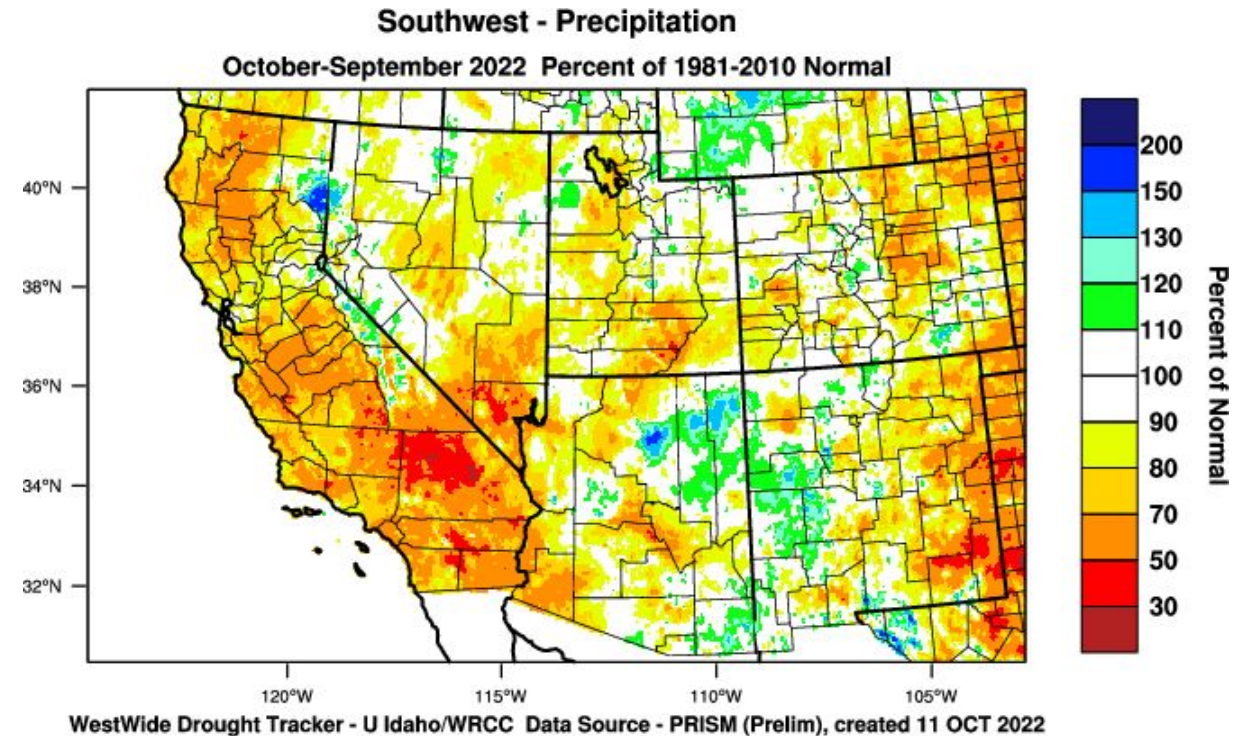 Southwest - Precipitation
October-September 2022 Percent of 1981-2010 Normal
40°N
38°N
36°N
34°N
32°N
120°W
115°W
110°W
105°W
200
150
130
120
110
100
90
80
70
50
30
Percent of Normal
WestWide Drought Tracker - U Idaho/WRCC Data Source - PRISM (Prelim), created 11 OCT 2022